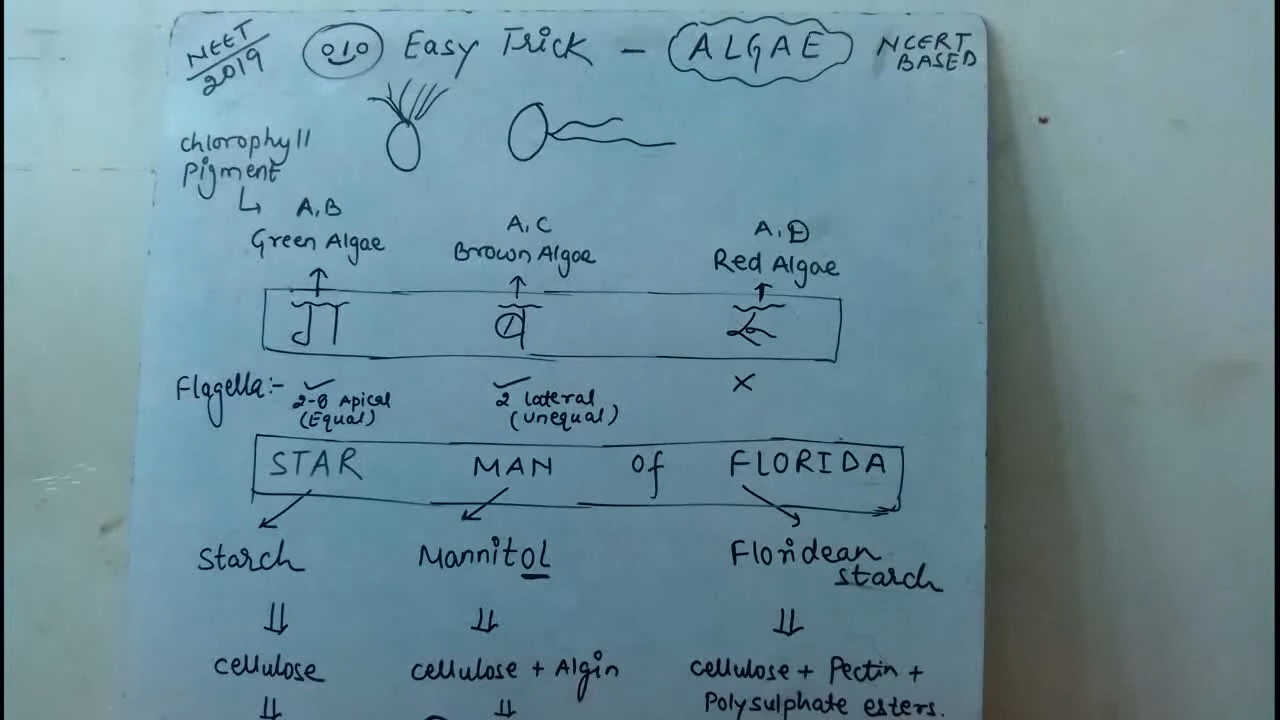 NEET
2019
Easy Trick - ALGAE
NCERT
BASED
chlorophyll
Pigment
A,B
Green Algae
A,C
Brown Algae
A,D
Red Algae
Flagella:-
2-8 Apical
(Equal)
2 lateral
(unequal)
×
STAR MAN of FLORIDA
Starch
Mannitol
Floridean
starch
cellulose
cellulose + Algin
cellulose + Pectin +
Polysulphate esters.